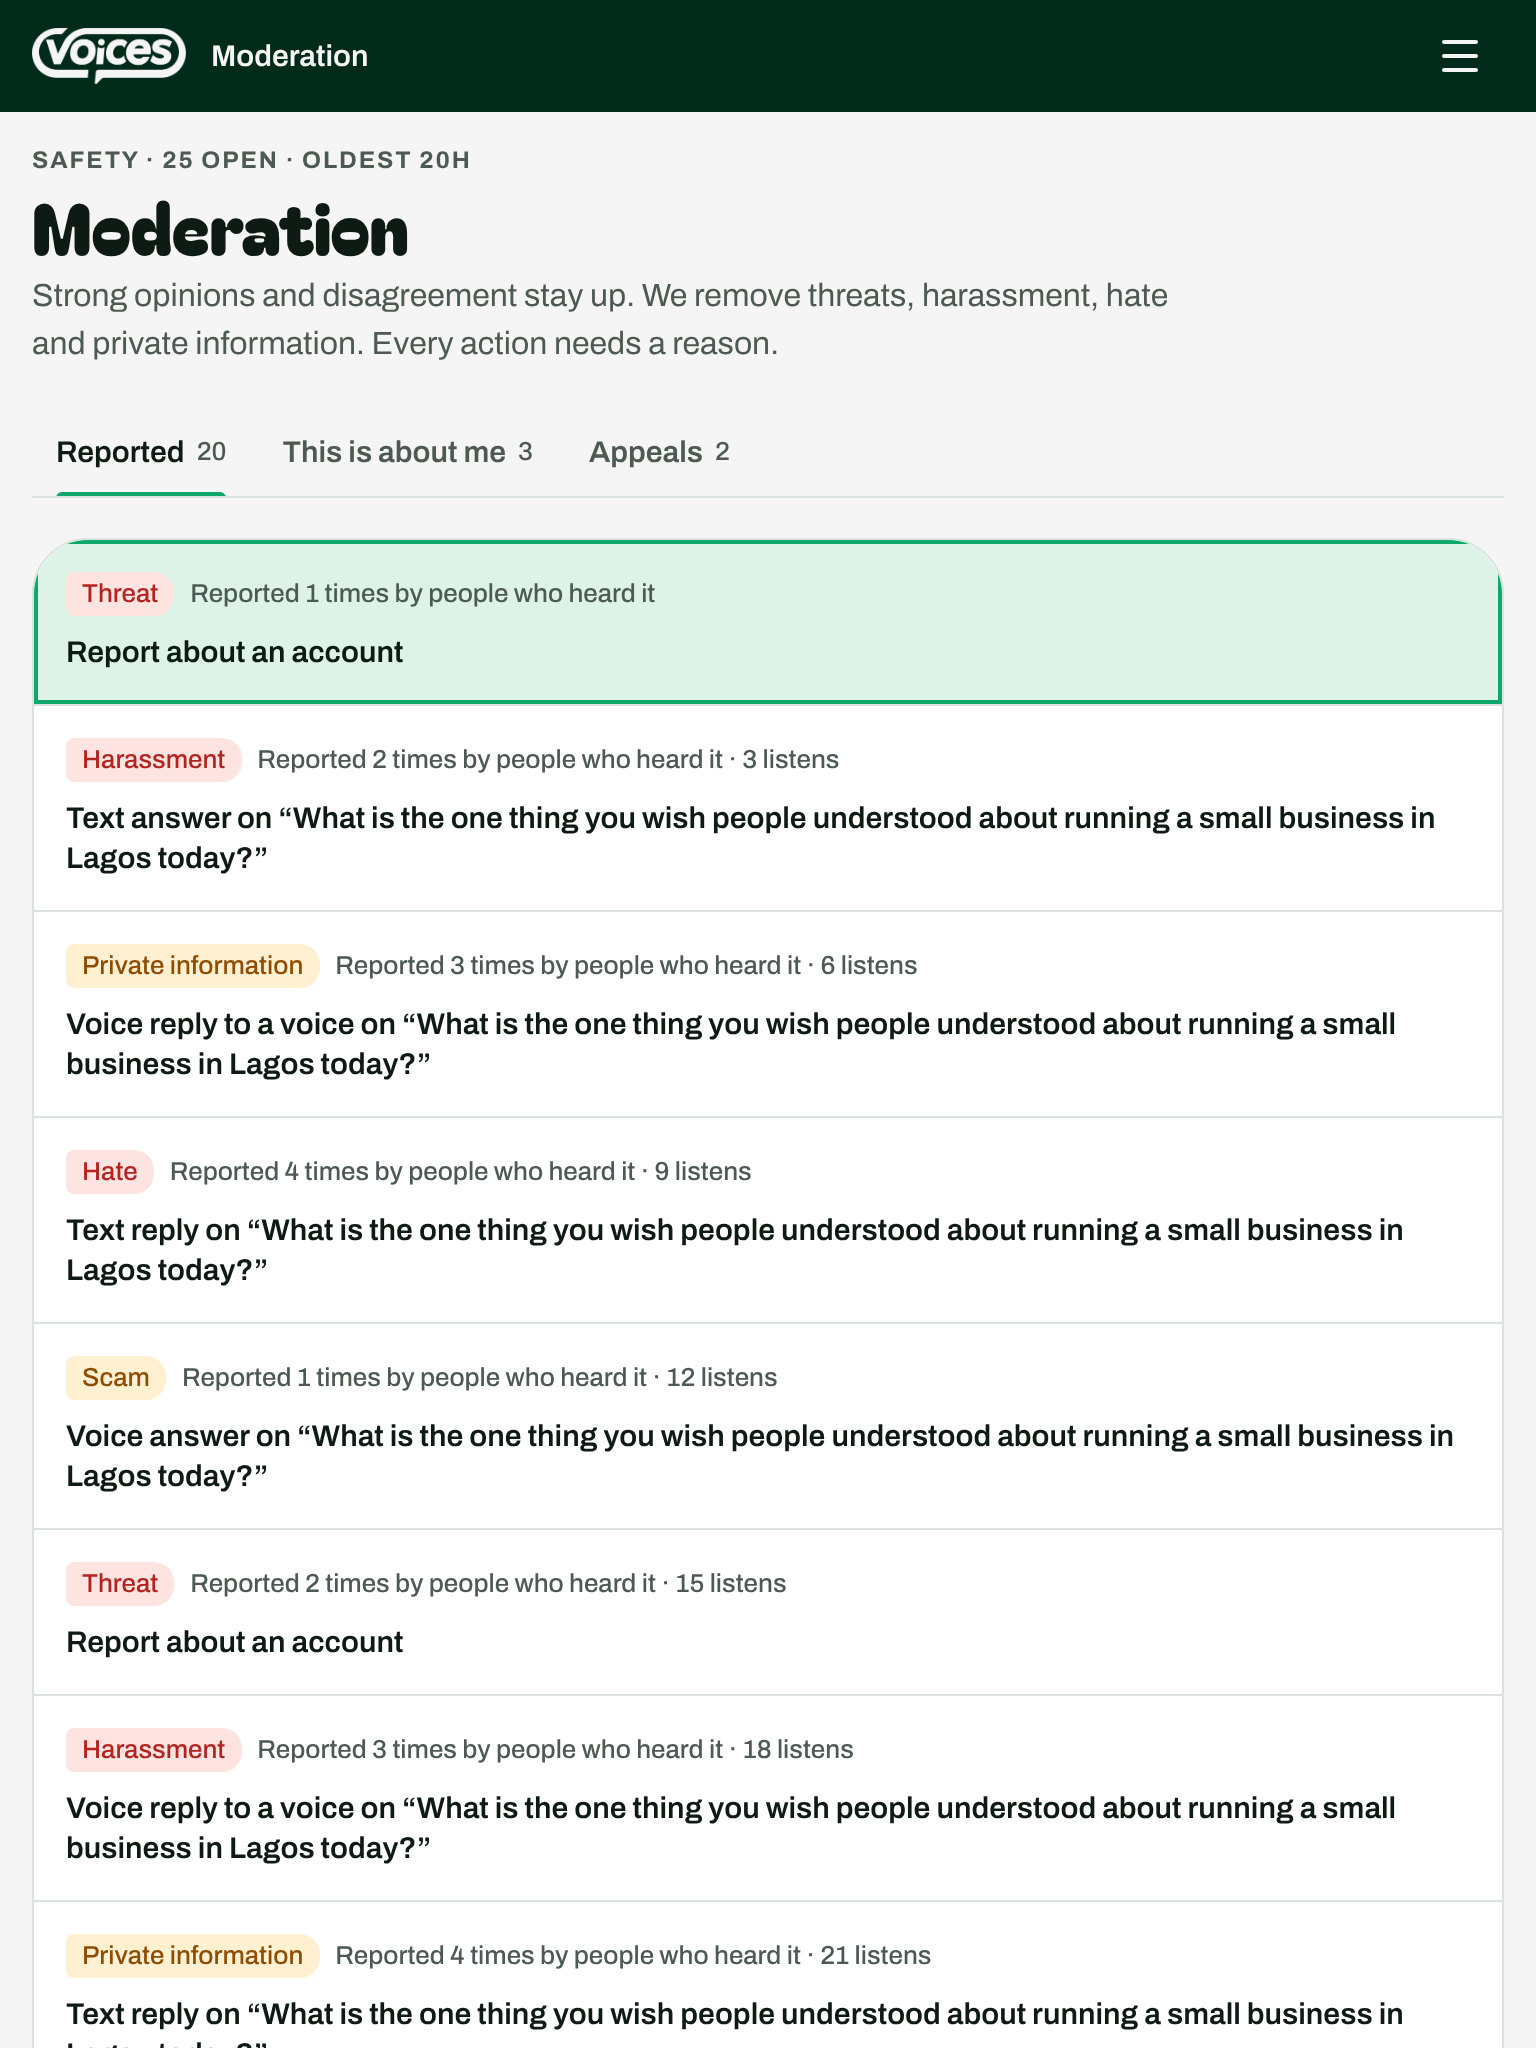 Voices
Moderation
SAFETY · 25 OPEN · OLDEST 20H
Moderation
Strong opinions and disagreement stay up. We remove threats, harassment, hate
and private information. Every action needs a reason.
Reported 20 This is about me 3 Appeals 2
Threat Reported 1 times by people who heard it
Report about an account
Harassment Reported 2 times by people who heard it · 3 listens
Text answer on “What is the one thing you wish people understood about running a small business in
Lagos today?”
Private information Reported 3 times by people who heard it · 6 listens
Voice reply to a voice on “What is the one thing you wish people understood about running a small
business in Lagos today?”
Hate Reported 4 times by people who heard it · 9 listens
Text reply on “What is the one thing you wish people understood about running a small business in
Lagos today?”
Scam Reported 1 times by people who heard it · 12 listens
Voice answer on “What is the one thing you wish people understood about running a small business in
Lagos today?”
Threat Reported 2 times by people who heard it · 15 listens
Report about an account
Harassment Reported 3 times by people who heard it · 18 listens
Voice reply to a voice on “What is the one thing you wish people understood about running a small
business in Lagos today?”
Private information Reported 4 times by people who heard it · 21 listens
Text reply on “What is the one thing you wish people understood about running a small business in